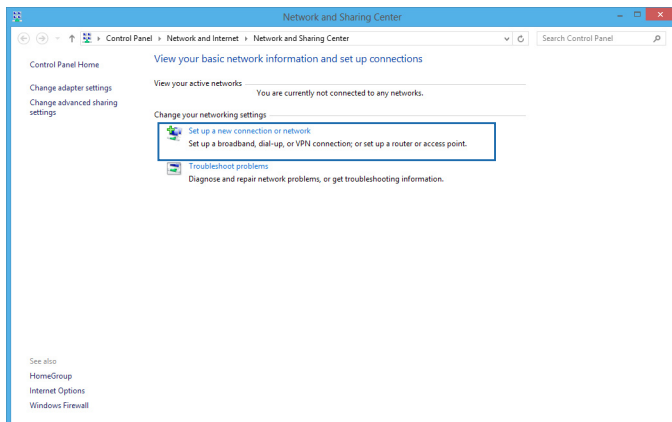 Network and Sharing Center
Control Panel Network and Internet Network and Sharing Center
Search Control Panel
Control Panel Home
Change adapter settings
Change advanced sharing
settings
View your basic network information and set up connections
View your active networks
You are currently not connected to any networks.
Change your networking settings
Set up a new connection or network
Set up a broadband, dial-up, or VPN connection; or set up a router or access point.
Troubleshoot problems
Diagnose and repair network problems, or get troubleshooting information.
See also
HomeGroup
Internet Options
Windows Firewall